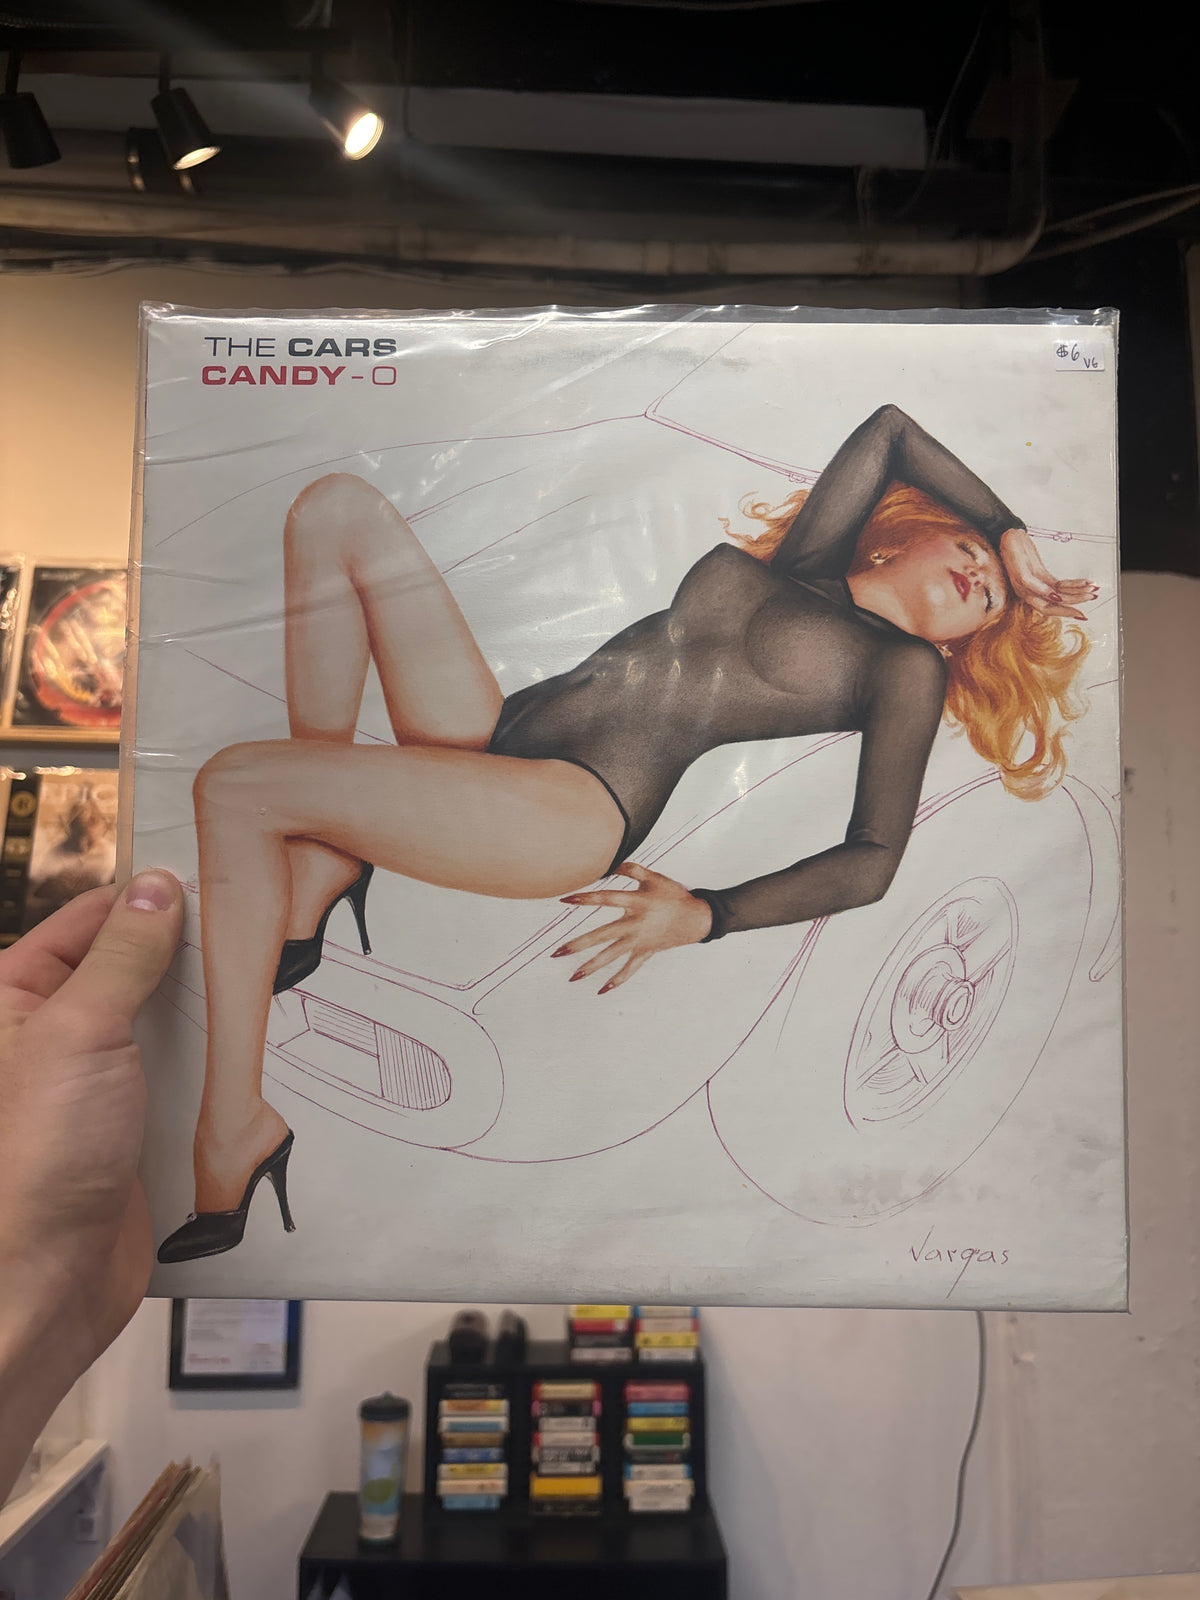 THE CARS
CANDY-O
$6 VG
Vargas